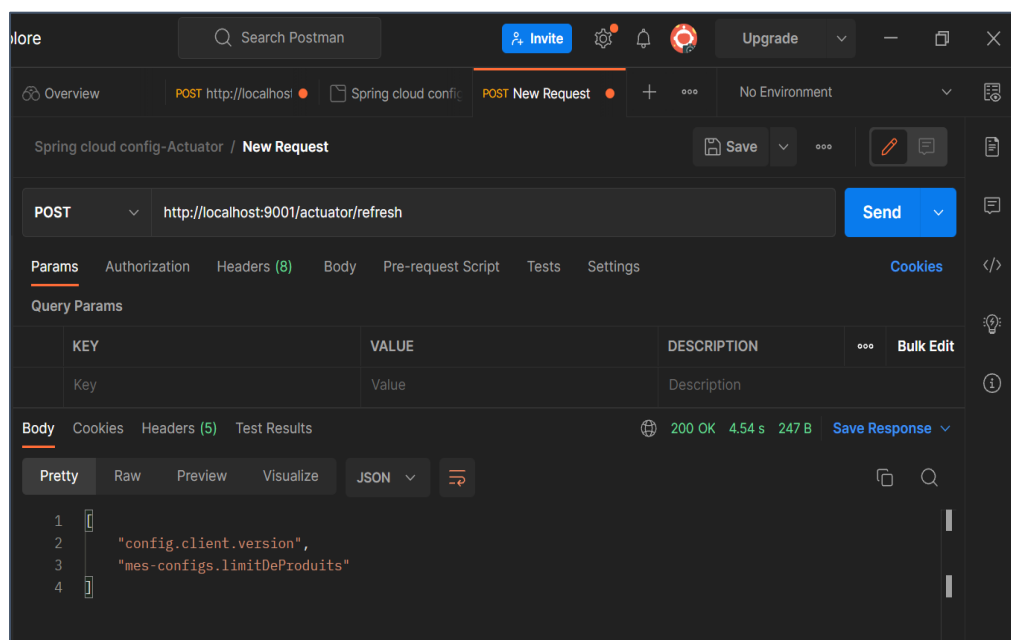 olore
Search Postman
Invite
Upgrade
Overview
POST http://localhost
Spring cloud config
POST New Request
No Environment
Spring cloud config-Actuator / New Request
Save
POST
http://localhost:9001/actuator/refresh
Send
Params Authorization Headers (8) Body Pre-request Script Tests Settings Cookies
Query Params
KEY VALUE DESCRIPTION Bulk Edit
Key Value Description
Body Cookies Headers (5) Test Results 200 OK 4.54 s 247 B Save Response
Pretty Raw Preview Visualize JSON
1 [
2 "config.client.version",
3 "mes-configs.limitDeProduits"
4 ]